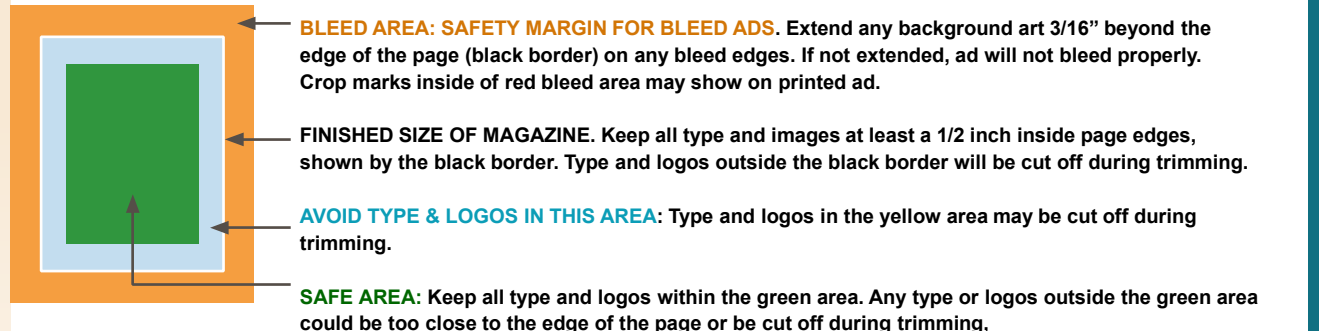 BLEED AREA: SAFETY MARGIN FOR BLEED ADS. Extend any background art 3/16” beyond the
edge of the page (black border) on any bleed edges. If not extended, ad will not bleed properly.
Crop marks inside of red bleed area may show on printed ad.
FINISHED SIZE OF MAGAZINE. Keep all type and images at least a 1/2 inch inside page edges,
shown by the black border. Type and logos outside the black border will be cut off during trimming.
AVOID TYPE & LOGOS IN THIS AREA: Type and logos in the yellow area may be cut off during
trimming.
SAFE AREA: Keep all type and logos within the green area. Any type or logos outside the green area
could be too close to the edge of the page or be cut off during trimming,